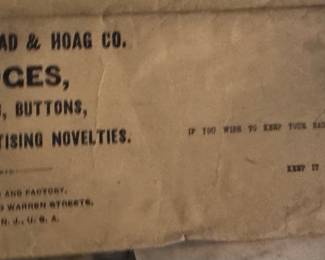 AD & HOAG CO.
GES,
, BUTTONS,
TISING NOVELTIES.
AND FACTORY,
WARREN STREETS,
N. J., U. S. A.
IF YOU WISH TO KEEP YOUR
KEEP IT